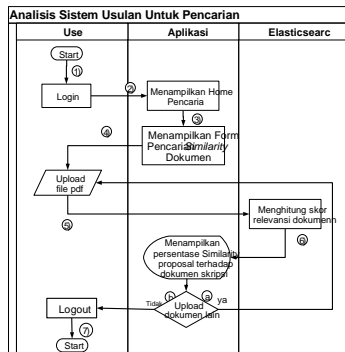 Analisis Sistem Usulan Untuk Pencarian
Use
Aplikasi
Elasticsearc
Start
1)
Login
2)
Menampilkan Home
Pencaria
3)
4)
Menampilkan Form
Pencarian Similarity
Dokumen
Upload
file pdf
5)
Menghitung skor
relevansi dokumenn
6)
Menampilkan
persentase Similarity
proposal terhadap
dokumen skripsi
Tidak
b
a
ya
Upload
dokumen lain
Logout
7)
Start